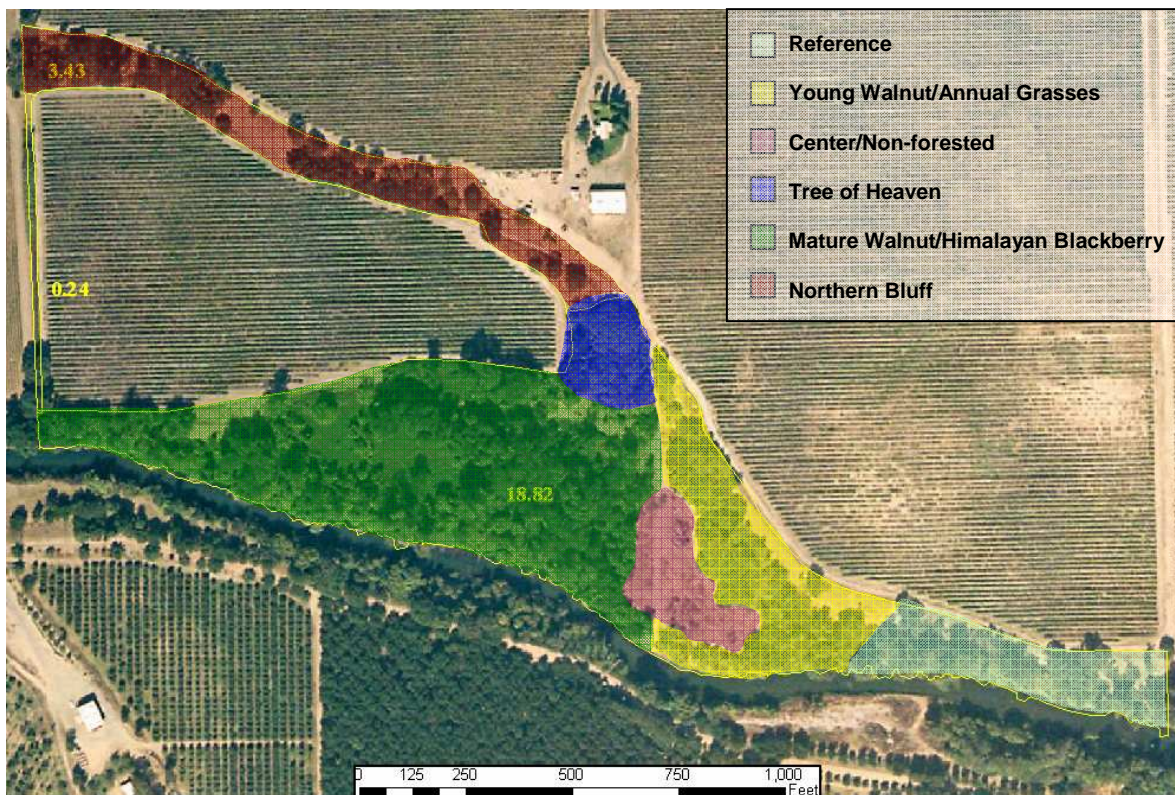 Reference
Young Walnut/Annual Grasses
Center/Non-forested
Tree of Heaven
Mature Walnut/Himalayan Blackberry
Northern Bluff
3.43
0.24
18.82
0 125 250 500 750 1,000
Feet